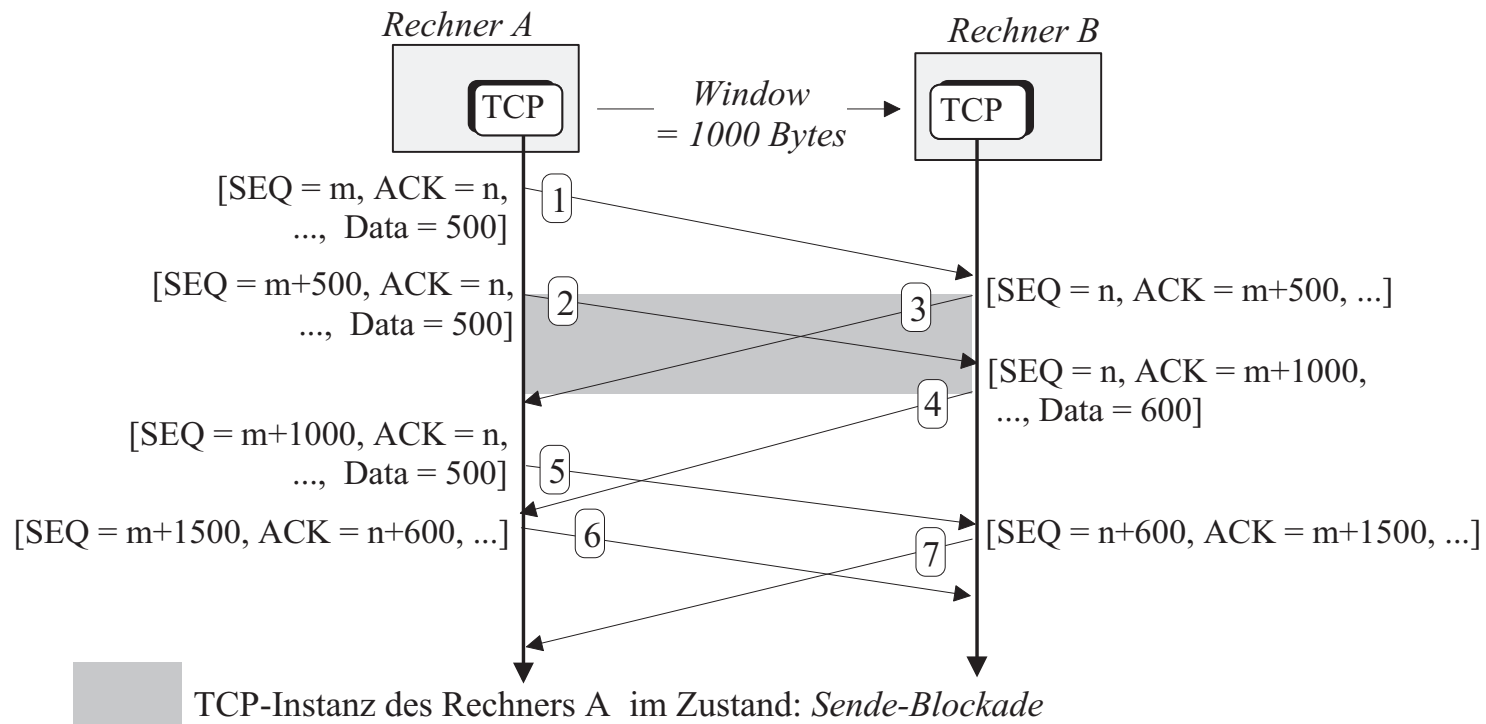 Rechner A
Rechner B
TCP
Window
= 1000 Bytes
TCP
[SEQ = m, ACK = n,
..., Data = 500]
1
[SEQ = m+500, ACK = n,
..., Data = 500]
2
3
[SEQ = n, ACK = m+500, ...]
[SEQ = n, ACK = m+1000,
..., Data = 600]
4
[SEQ = m+1000, ACK = n,
..., Data = 500]
5
[SEQ = m+1500, ACK = n+600, ...]
6
7
[SEQ = n+600, ACK = m+1500, ...]
TCP-Instanz des Rechners A im Zustand: Sende-Blockade